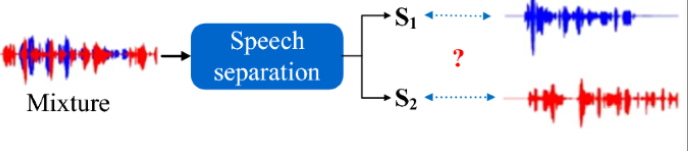 Mixture
Speech
separation
S₁
?
S₂